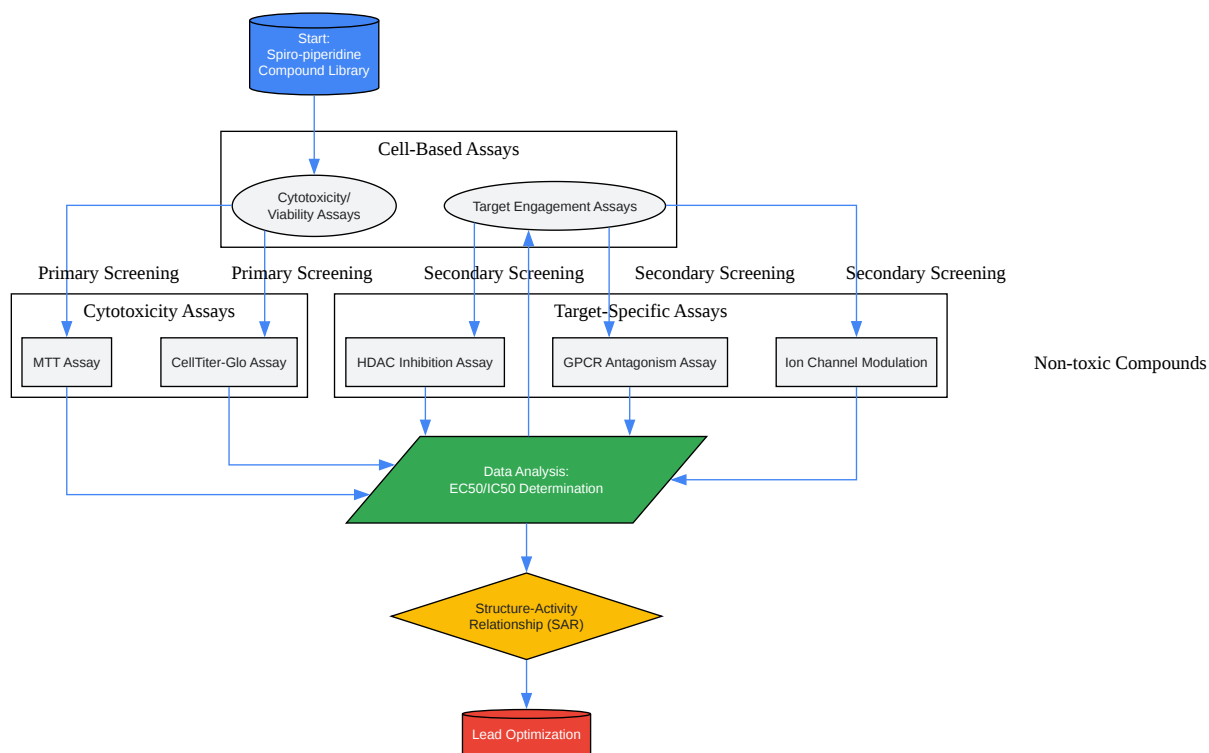 Start:
Spiro-piperidine
Compound Library
Cell-Based Assays
Cytotoxicity/
Viability Assays
Target Engagement Assays
Primary Screening
Primary Screening
Secondary Screening
Secondary Screening
Secondary Screening
Cytotoxicity Assays
Target-Specific Assays
MTT Assay
CellTiter-Glo Assay
HDAC Inhibition Assay
GPCR Antagonism Assay
Ion Channel Modulation
Non-toxic Compounds
Data Analysis:
EC50/IC50 Determination
Structure-Activity
Relationship (SAR)
Lead Optimization